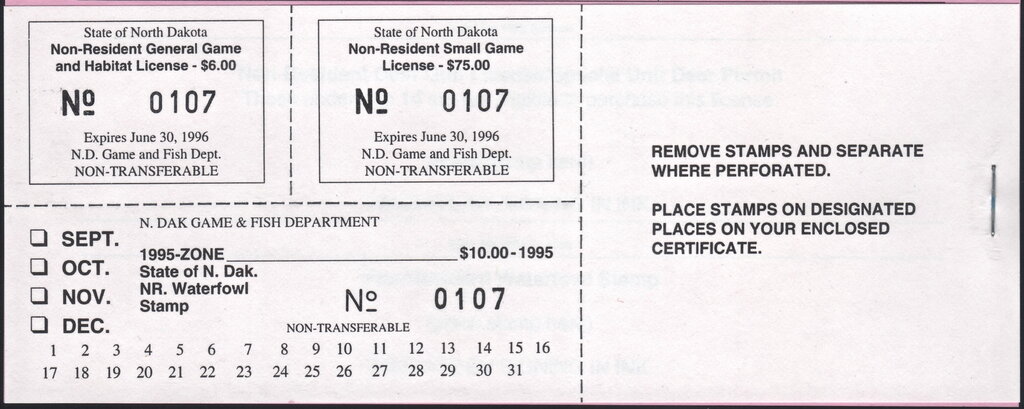 State of North Dakota
Non-Resident General Game
and Habitat License - $6.00
Nº 0107
Expires June 30, 1996
N.D. Game and Fish Dept.
NON-TRANSFERABLE
State of North Dakota
Non-Resident Small Game
License - $75.00
Nº 0107
Expires June 30, 1996
N.D. Game and Fish Dept.
NON-TRANSFERABLE
N. DAK GAME & FISH DEPARTMENT
☐ SEPT.
☐ OCT.
☐ NOV.
☐ DEC.
1995-ZONE____________________$10.00-1995
State of N. Dak.
NR. Waterfowl
Stamp
Nº 0107
NON-TRANSFERABLE
1 2 3 4 5 6 7 8 9 10 11 12 13 14 15 16
17 18 19 20 21 22 23 24 25 26 27 28 29 30 31
REMOVE STAMPS AND SEPARATE
WHERE PERFORATED.
PLACE STAMPS ON DESIGNATED
PLACES ON YOUR ENCLOSED
CERTIFICATE.